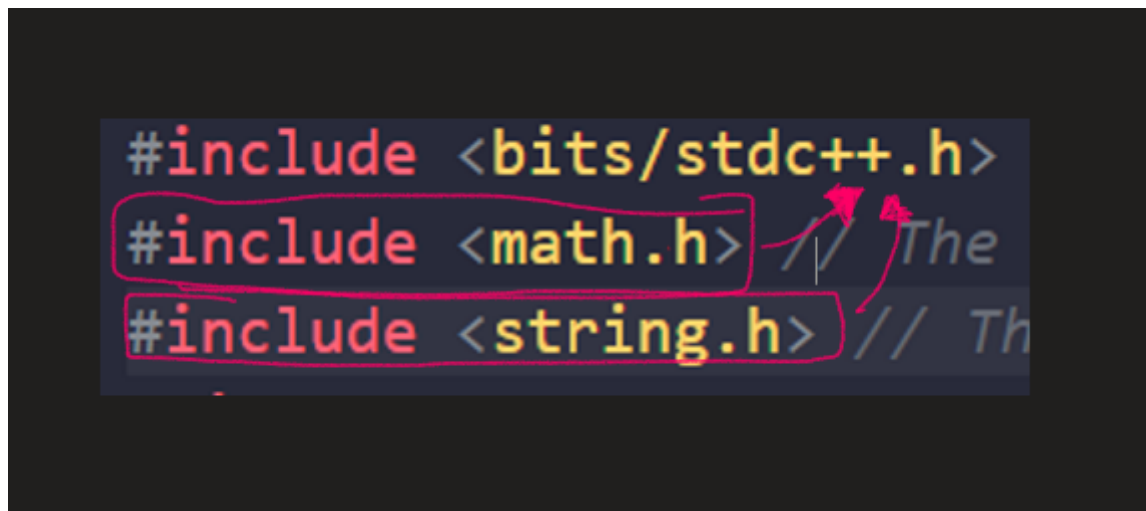 #include <bits/stdc++.h>
#include <math.h> // The
#include <string.h> // Th